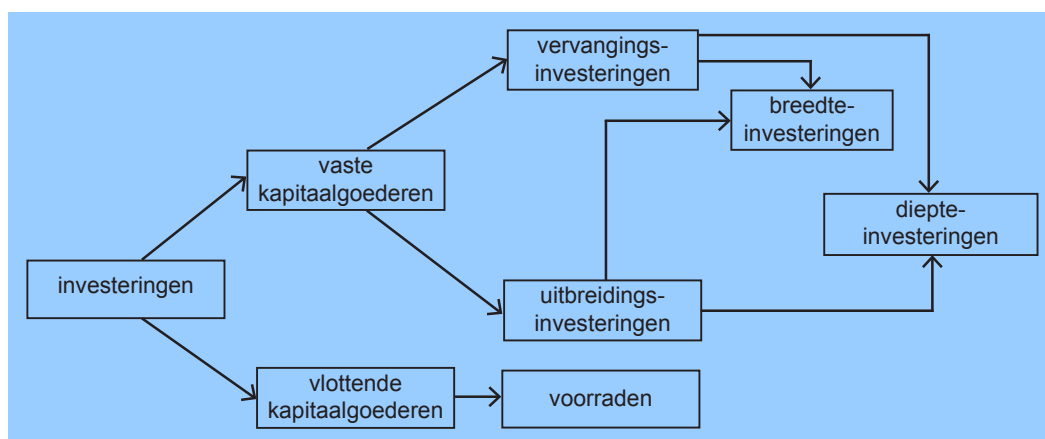 vervangings-
investeringen
breedte-
investeringen
vaste
kapitaalgoederen
diepte-
investeringen
investeringen
uitbreidings-
investeringen
vlottende
kapitaalgoederen
voorraden